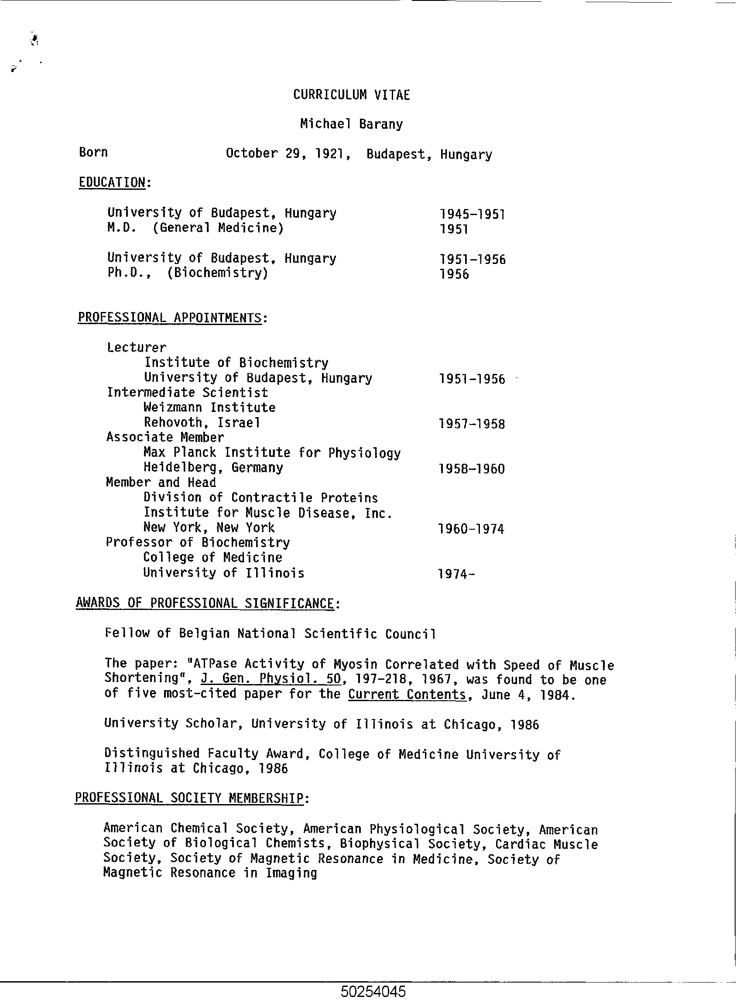 CURRICULUM VITAE
Michael Barany
Born October 29, 1921, Budapest, Hungary
EDUCATION:
University of Budapest, Hungary 1945-1951
M.D. (General Medicine) 1951
University of Budapest, Hungary 1951-1956
Ph.D., (Biochemistry) 1956
PROFESSIONAL APPOINTMENTS:
Lecturer
Institute of Biochemistry
University of Budapest, Hungary 1951-1956
Intermediate Scientist
Weizmann Institute
Rehovoth, Israel 1957-1958
Associate Member
Max Planck Institute for Physiology
Heidelberg, Germany 1958-1960
Member and Head
Division of Contractile Proteins
Institute for Muscle Disease, Inc.
New York, New York 1960-1974
Professor of Biochemistry
College of Medicine
University of Illinois 1974-
AWARDS OF PROFESSIONAL SIGNIFICANCE:
Fellow of Belgian National Scientific Council
The paper: "ATPase Activity of Myosin Correlated with Speed of Muscle
Shortening", J. Gen. Physiol. 50, 197-218, 1967, was found to be one
of five most-cited paper for the Current Contents, June 4, 1984.
University Scholar, University of Illinois at Chicago, 1986
Distinguished Faculty Award, College of Medicine University of
Illinois at Chicago, 1986
PROFESSIONAL SOCIETY MEMBERSHIP:
American Chemical Society, American Physiological Society, American
Society of Biological Chemists, Biophysical Society, Cardiac Muscle
Society, Society of Magnetic Resonance in Medicine, Society of
Magnetic Resonance in Imaging
50254045